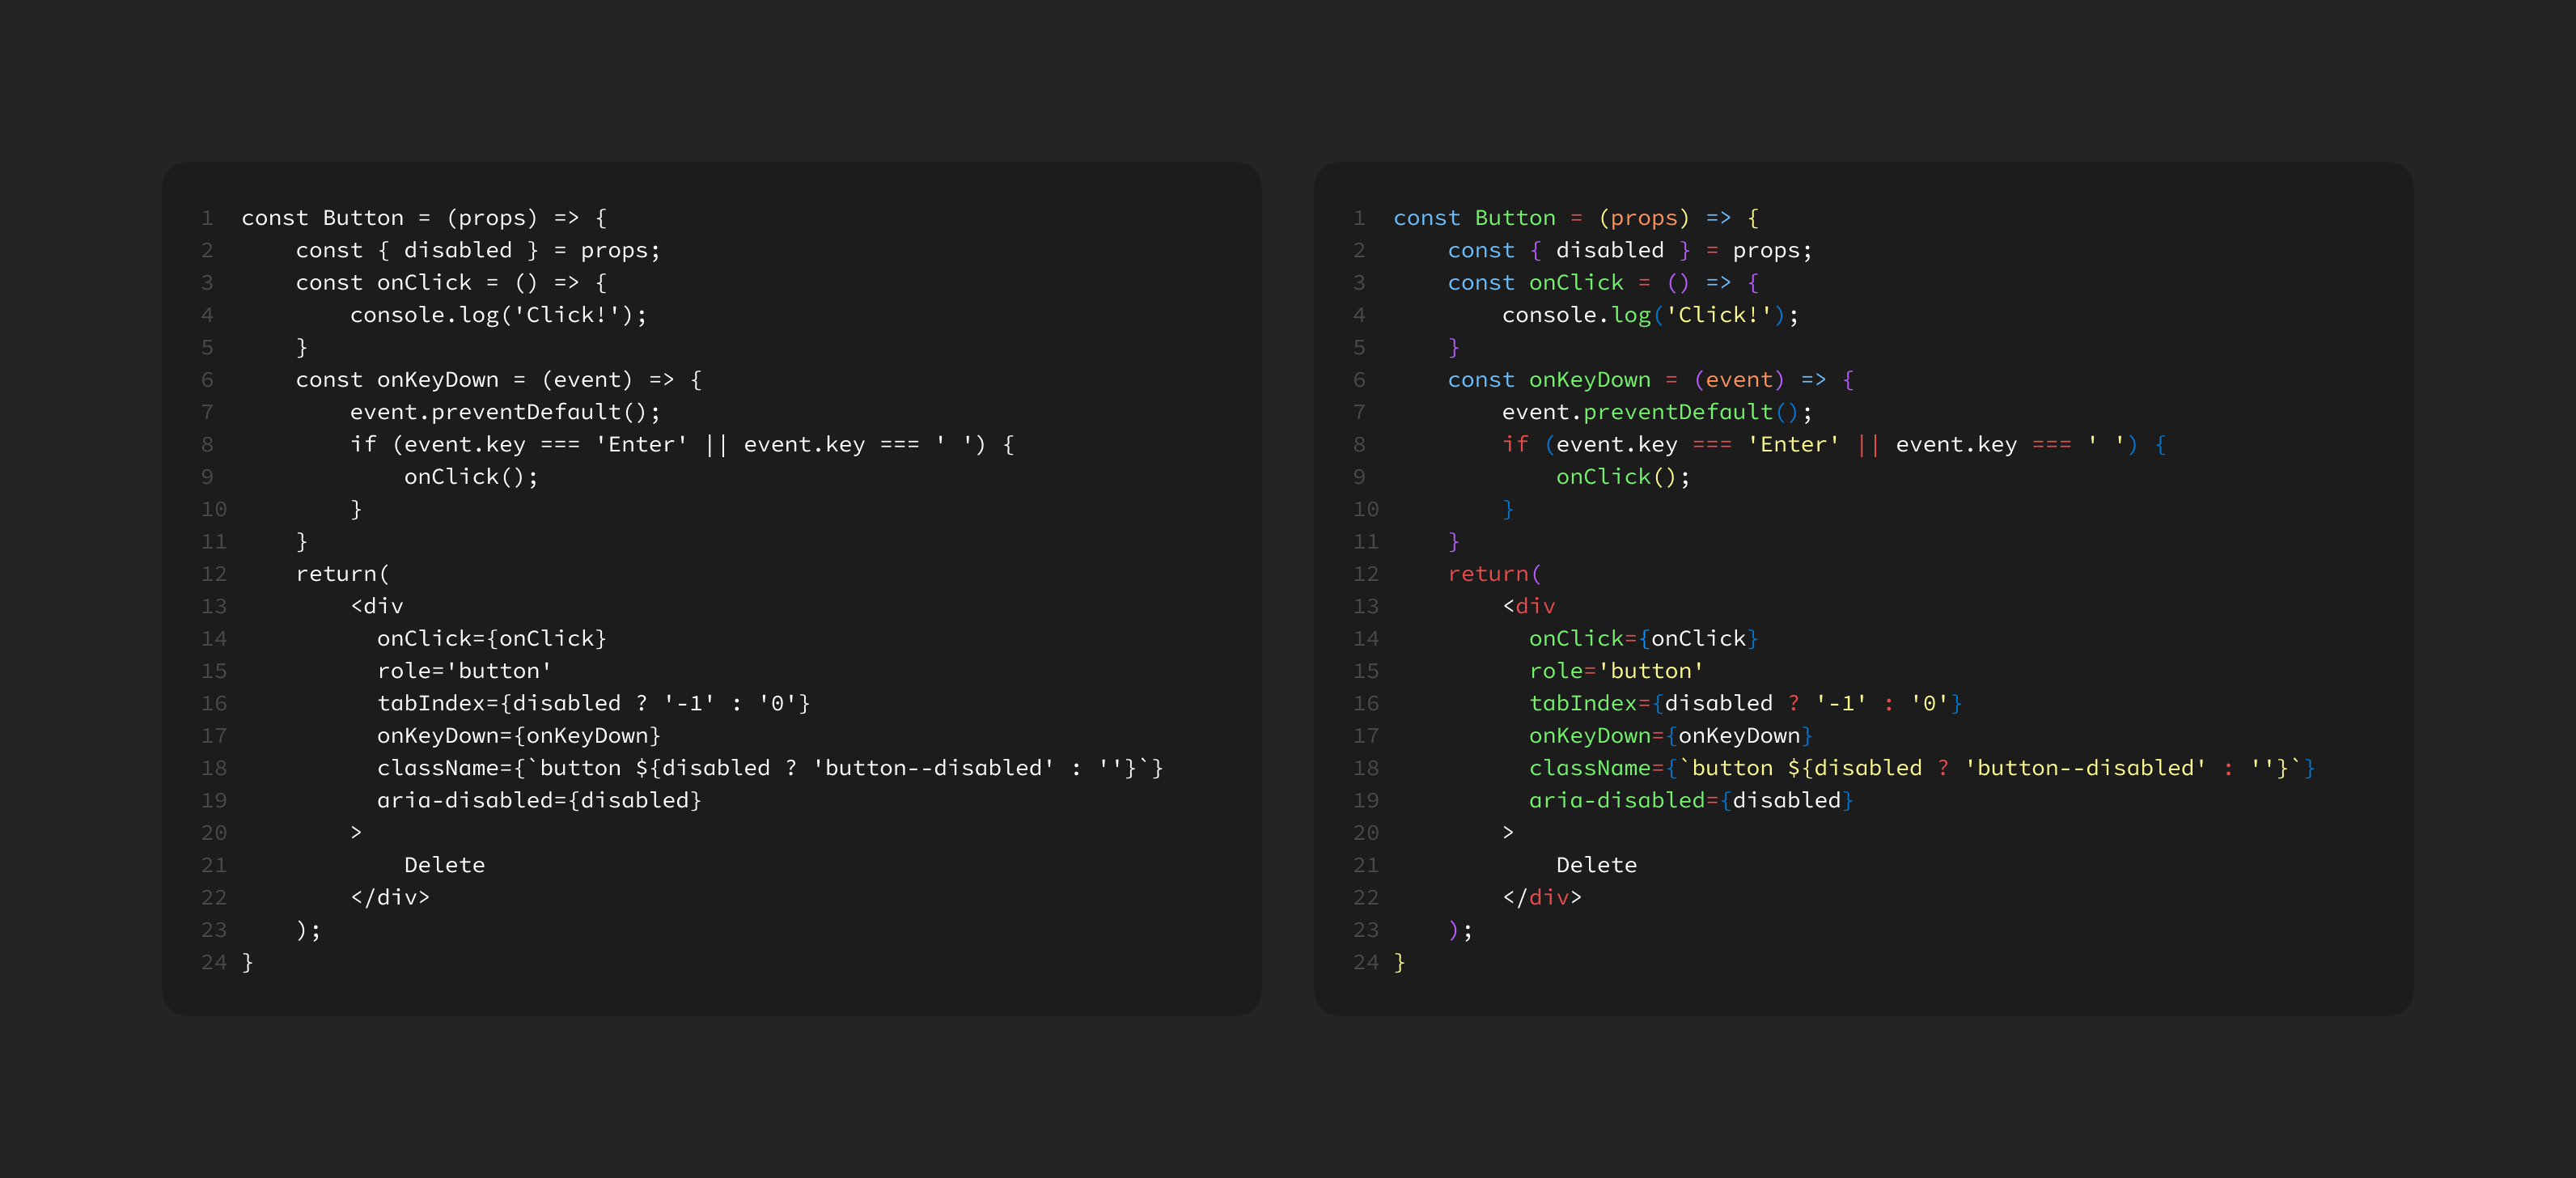 1 const Button = (props) => {
2     const { disabled } = props;
3     const onClick = () => {
4         console.log('Click!');
5     }
6     const onKeyDown = (event) => {
7         event.preventDefault();
8         if (event.key === 'Enter' || event.key === ' ') {
9             onClick();
10         }
11     }
12     return(
13         <div
14           onClick={onClick}
15           role='button'
16           tabIndex={disabled ? '-1' : '0'}
17           onKeyDown={onKeyDown}
18           className={`button ${disabled ? 'button--disabled' : ''}`}
19           aria-disabled={disabled}
20         >
21             Delete
22         </div>
23     );
24 }
1 const Button = (props) => {
2     const { disabled } = props;
3     const onClick = () => {
4         console.log('Click!');
5     }
6     const onKeyDown = (event) => {
7         event.preventDefault();
8         if (event.key === 'Enter' || event.key === ' ') {
9             onClick();
10         }
11     }
12     return(
13         <div
14           onClick={onClick}
15           role='button'
16           tabIndex={disabled ? '-1' : '0'}
17           onKeyDown={onKeyDown}
18           className={`button ${disabled ? 'button--disabled' : ''}`}
19           aria-disabled={disabled}
20         >
21             Delete
22         </div>
23     );
24 }